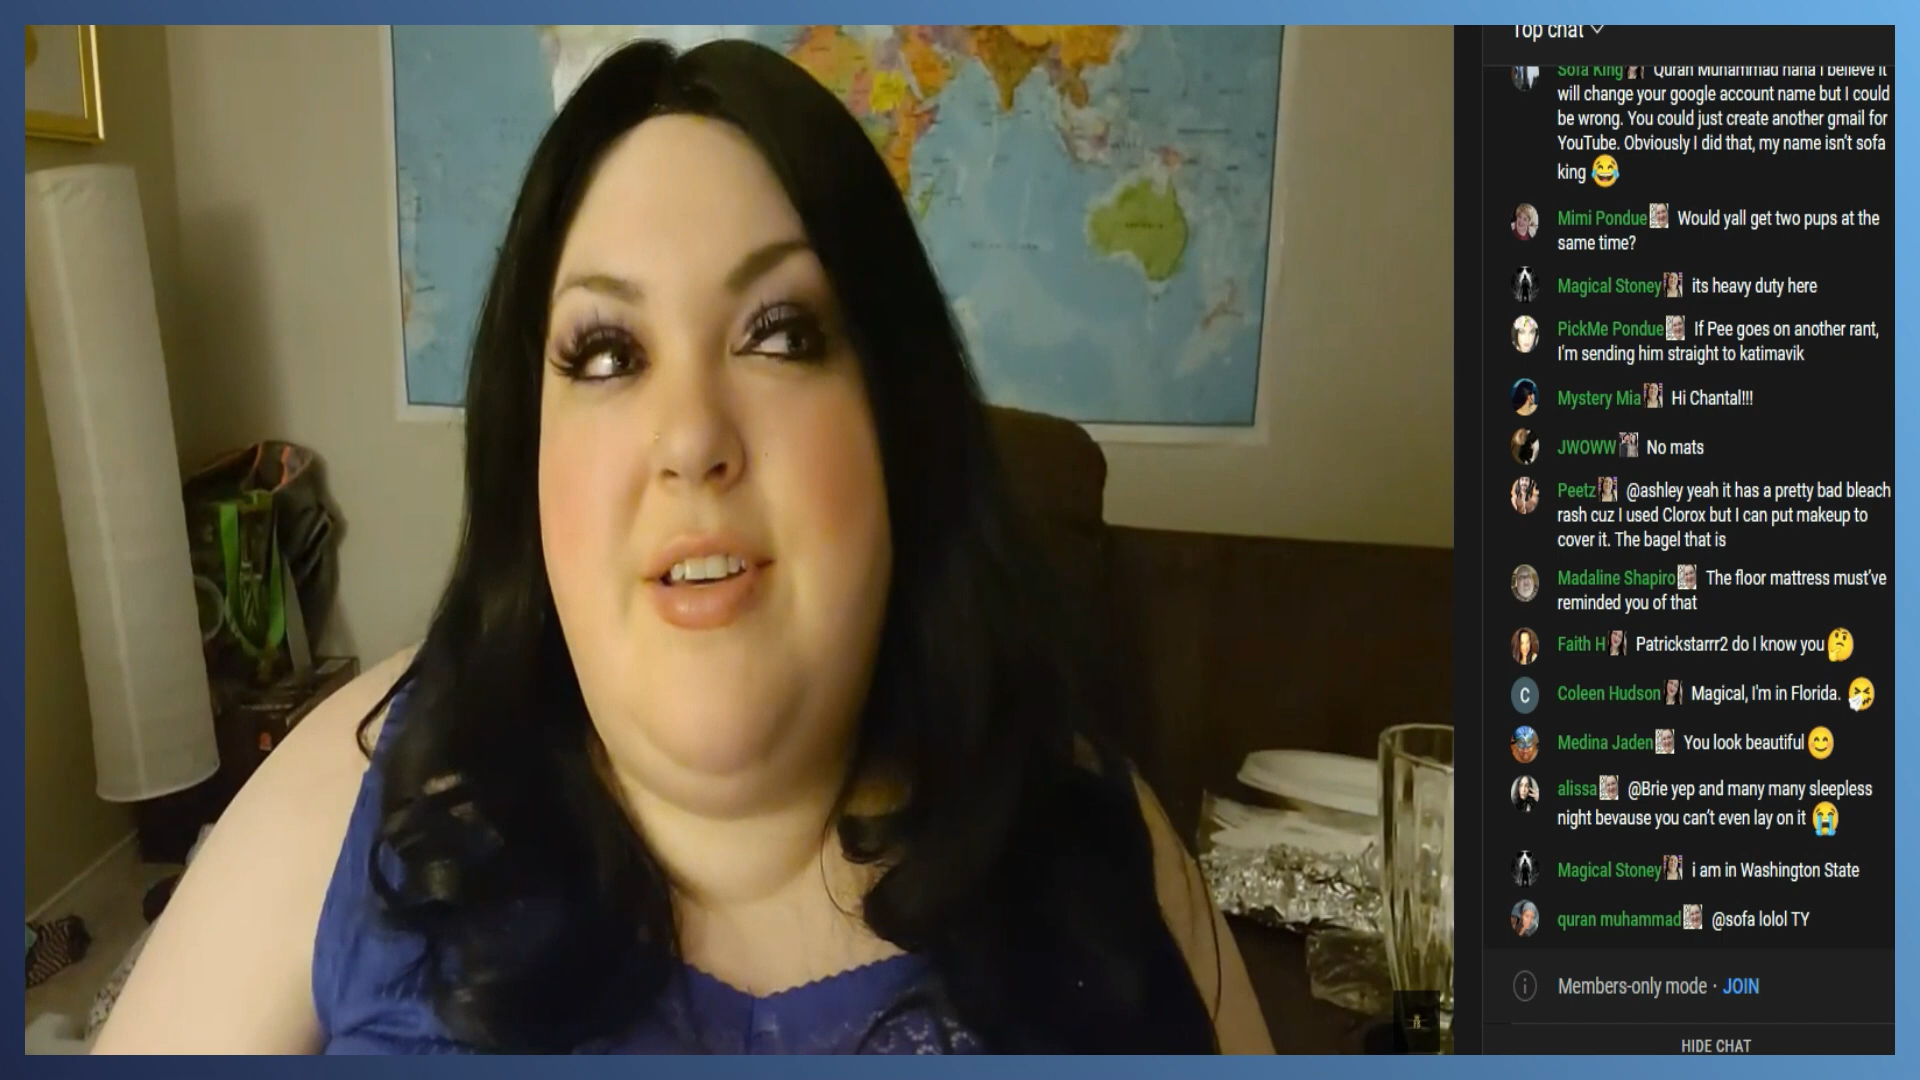 Top chat
Sofa King Quran Muhammad haha I believe it
will change your google account name but I could
be wrong. You could just create another gmail for
YouTube. Obviously I did that, my name isn't sofa
king 😂
Mimi Pondue Would yall get two pups at the
same time?
Magical Stoney its heavy duty here
PickMe Pondue If Pee goes on another rant,
I'm sending him straight to katimavik
Mystery Mia Hi Chantal!!!
JWOWW No mats
Peetz @ashley yeah it has a pretty bad bleach
rash cuz I used Clorox but I can put makeup to
cover it. The bagel that is
Madaline Shapiro The floor mattress must've
reminded you of that
Faith H Patrickstarrr2 do I know you 🤔
C
Coleen Hudson Magical, I'm in Florida. 🤧
Medina Jaden You look beautiful 😊
alissa @Brie yep and many many sleepless
night bevause you can't even lay on it 😭
Magical Stoney i am in Washington State
quran muhammad @sofa lolol TY
Members-only mode · JOIN
HIDE CHAT